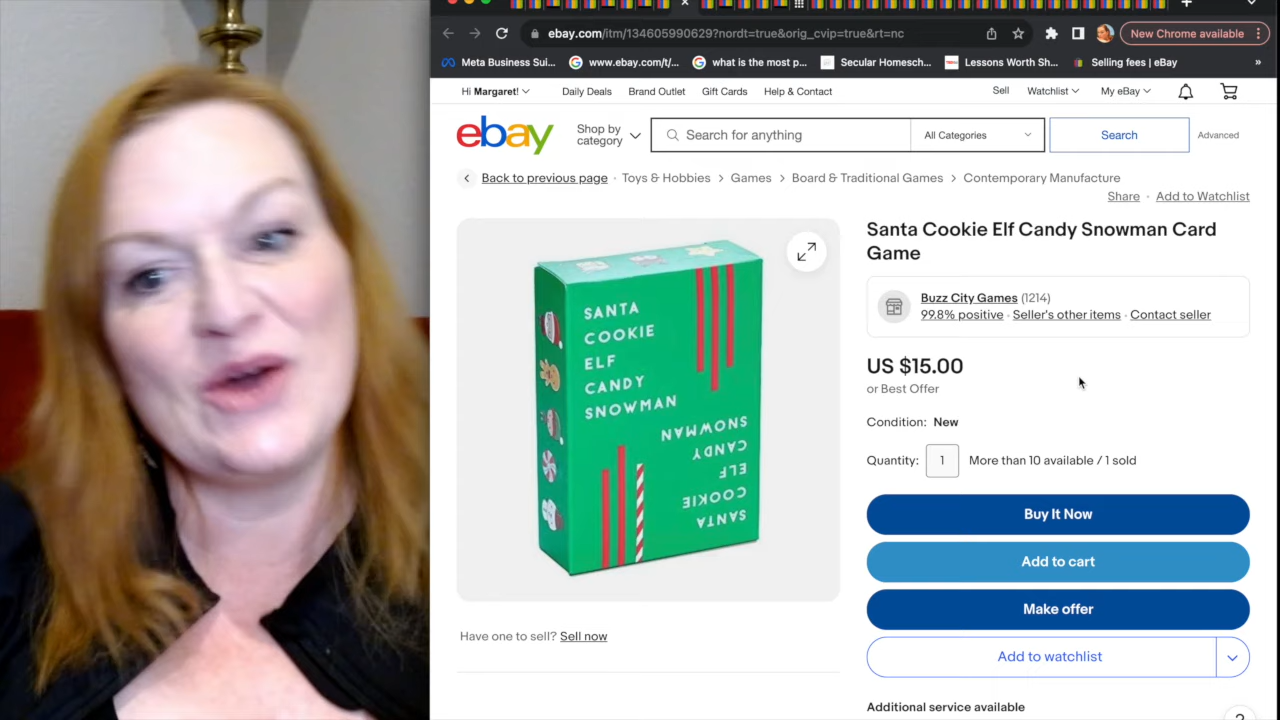 New Chrome available
ebay.com/itm/134605990629?nordt=true&orig_cvip=true&rt=nc
Meta Business Sui...
www.ebay.com/t/...
what is the most p...
Secular Homesch...
Lessons Worth Sh...
Selling fees | eBay
»
Hi Margaret!
Daily Deals
Brand Outlet
Gift Cards
Help & Contact
Sell
Watchlist
My eBay
ebay
Shop by category
Search for anything
All Categories
Search
Advanced
Back to previous page · Toys & Hobbies > Games > Board & Traditional Games > Contemporary Manufacture
Share · Add to Watchlist
Santa Cookie Elf Candy Snowman Card
Game
Buzz City Games (1214)
99.8% positive · Seller's other items · Contact seller
US $15.00
or Best Offer
Condition: New
Quantity: 1 More than 10 available / 1 sold
Buy It Now
Add to cart
Make offer
Add to watchlist
Additional service available
SANTA
COOKIE
ELF
CANDY
SNOWMAN
SANTA
COOKIE
ELF
CANDY
SNOWMAN
Have one to sell? Sell now